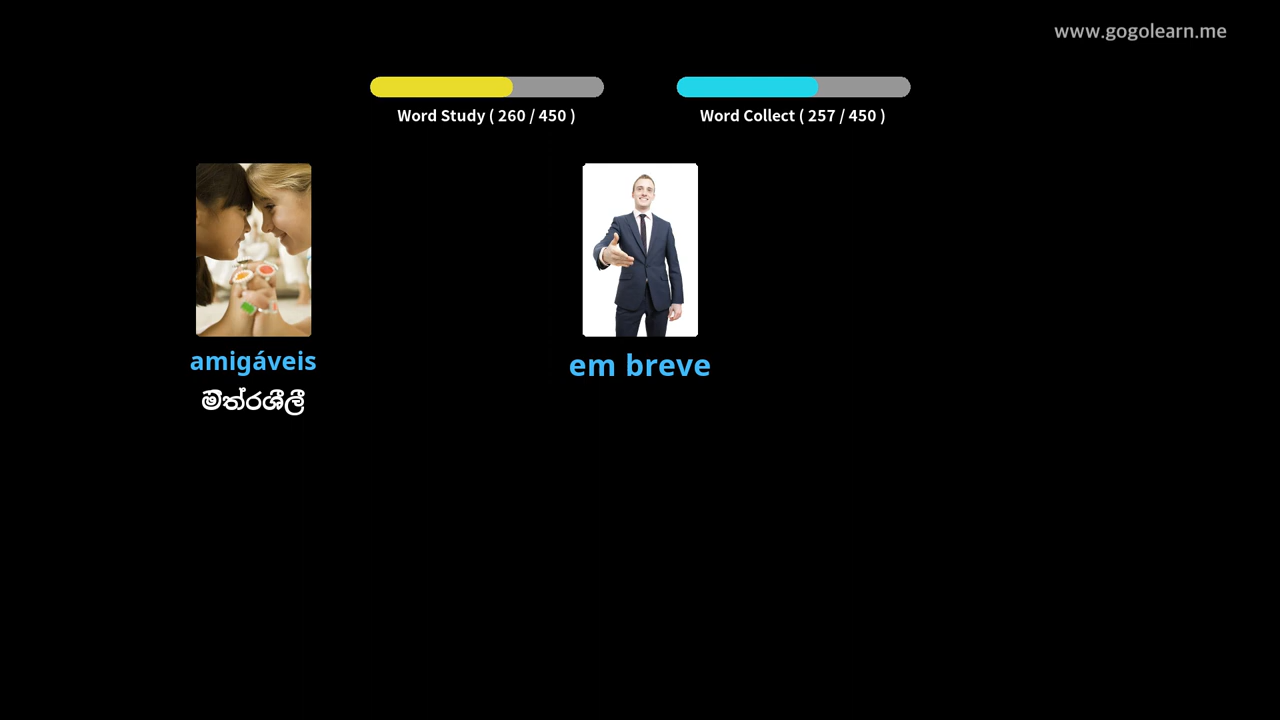 www.gogolearn.me
Word Study ( 260 / 450 )
Word Collect ( 257 / 450 )
amigáveis
මිත්රශීලී
em breve